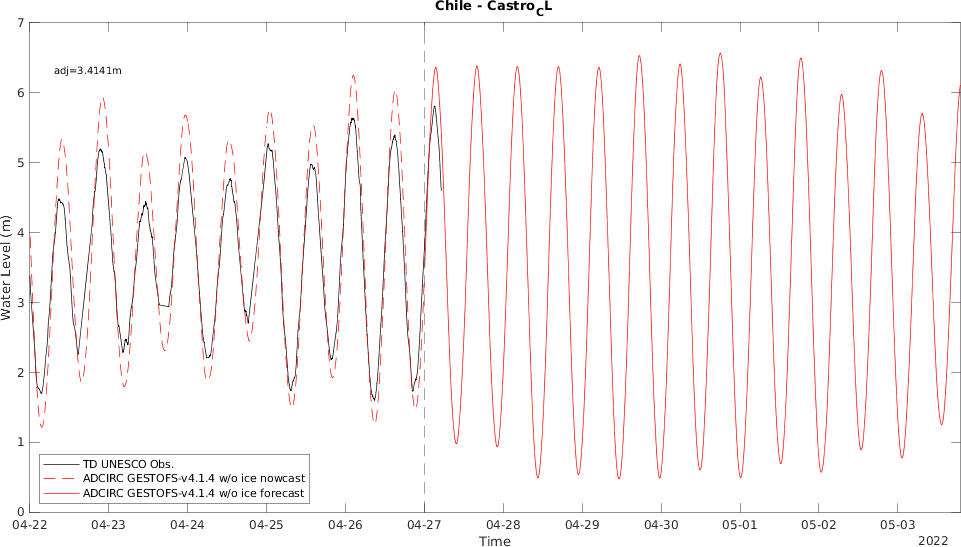 Chile - Castro_CL
7
adj=3.4141m
6
5
4
3
2
1
0
Water Level (m)
TD UNESCO Obs.
ADCIRC GESTOFS-v4.1.4 w/o ice nowcast
ADCIRC GESTOFS-v4.1.4 w/o ice forecast
04-22 04-23 04-24 04-25 04-26 04-27 04-28 04-29 04-30 05-01 05-02 05-03
Time
2022